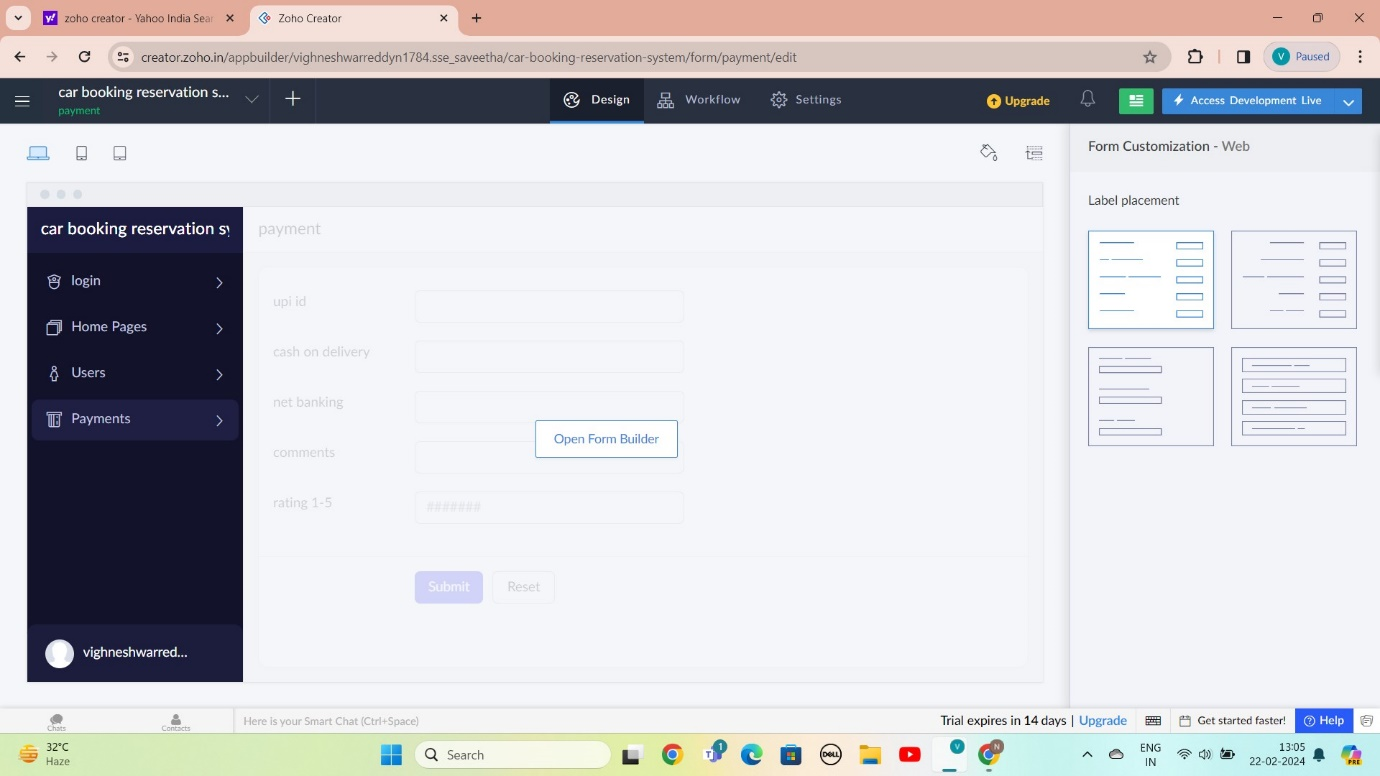 zoho creator - Yahoo India Sear
Zoho Creator
creator.zoho.in/appbuilder/vighneshwarreddyn1784.sse_saveetha/car-booking-reservation-system/form/payment/edit
V Paused
car booking reservation s...
payment
Design
Workflow
Settings
Upgrade
Access Development Live
Form Customization - Web
Label placement
car booking reservation sy
payment
login
Home Pages
Users
Payments
upi id
cash on delivery
net banking
Open Form Builder
comments
rating 1-5
#######
Submit
Reset
vighneshwarred...
Chats
Contacts
Here is your Smart Chat (Ctrl+Space)
Trial expires in 14 days | Upgrade
Get started faster!
Help
32°C
Haze
Search
1
DELL
V
N
ENG
IN
13:05
22-02-2024
PRE